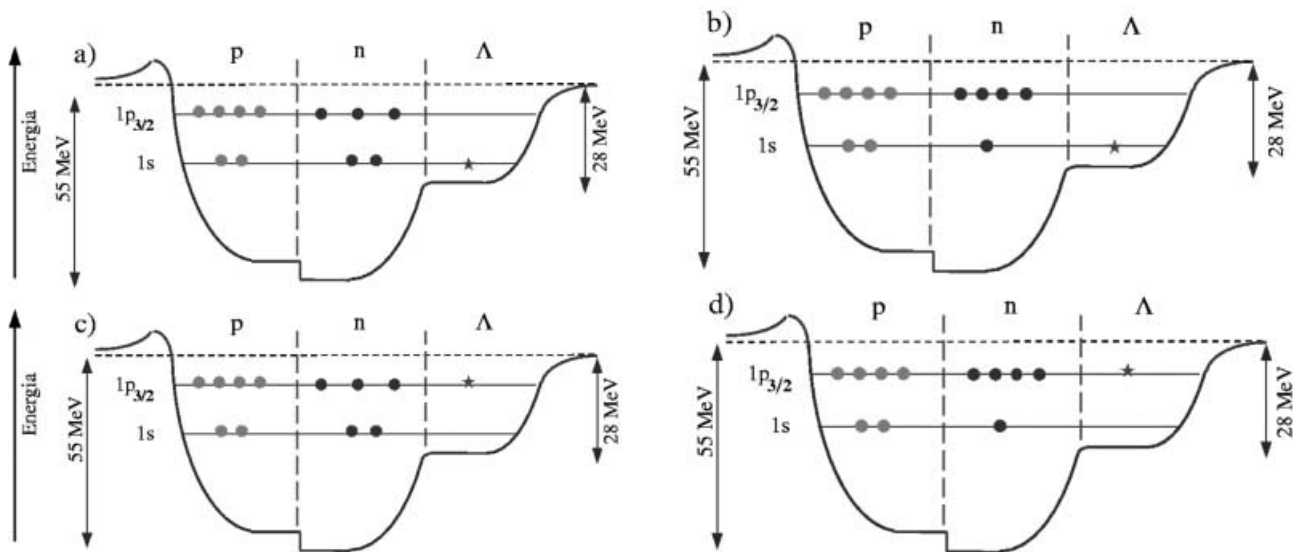 a) p n Λ
Energia
55 MeV
1p3/2
1s
28 MeV
b) p n Λ
55 MeV
1p3/2
1s
28 MeV
c) p n Λ
Energia
55 MeV
1p3/2
1s
28 MeV
d) p n Λ
55 MeV
1p3/2
1s
28 MeV